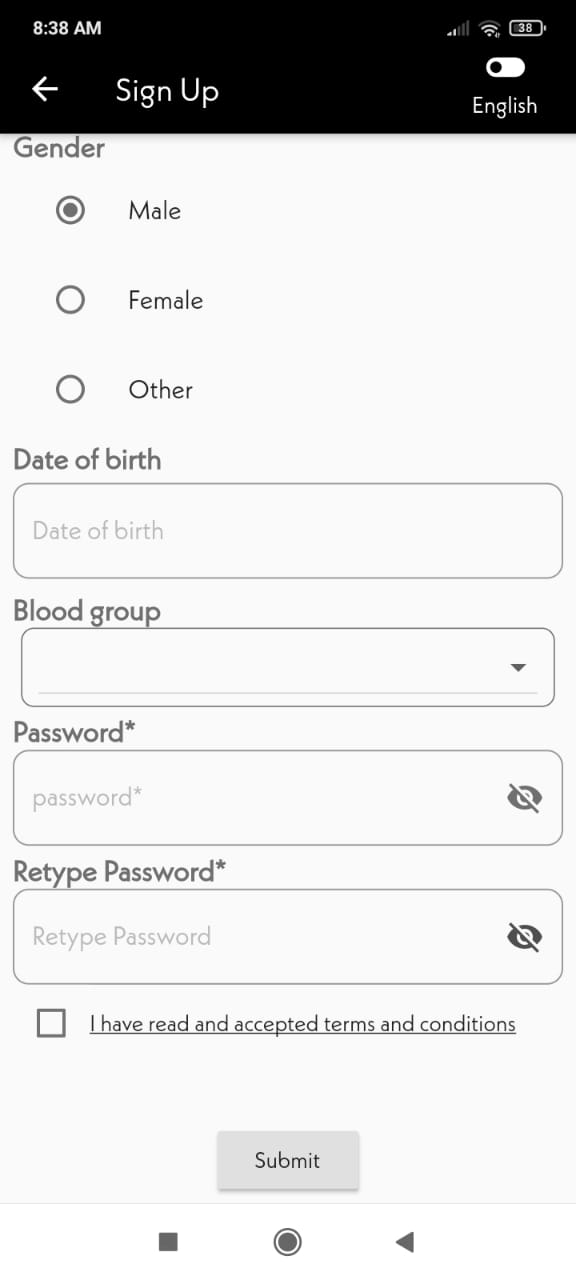 8:38 AM
38
Sign Up
English
Gender
Male
Female
Other
Date of birth
Date of birth
Blood group
Password*
password*
Retype Password*
Retype Password
I have read and accepted terms and conditions
Submit